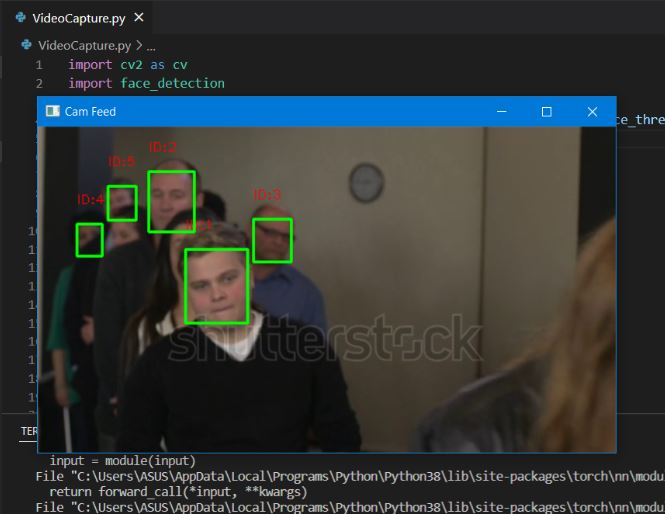 VideoCapture.py ×
VideoCapture.py > ...
1 import cv2 as cv
2 import face_detection
Cam Feed
ce_thre
ID:2
ID:5
ID:4
ID:3
shutterstock
input = module(input)
File "C:\Users\ASUS\AppData\Local\Programs\Python\Python38\lib\site-packages\torch\nn\modu
return forward_call(*input, **kwargs)
File "C:\Users\ASUS\AppData\Local\Programs\Python\Python38\lib\site-packages\torch\nn\modu